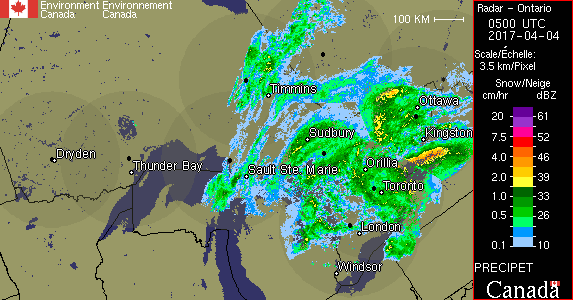 Environment Environnement
Canada Canada
100 KM
Timmins
Ottawa
Sudbury
Kingston
Dryden
Thunder Bay
Sault Ste. Marie
Orillia
Toronto
London
Windsor
Radar - Ontario
0500 UTC
2017-04-04
Scale/Échelle:
3.5 km/Pixel
Snow/Neige
cm/hr dBZ
20 61
7.5 52
4.0 46
2.0 39
1.0 33
0.5 26
0.1 10
PRECIPET
Canada